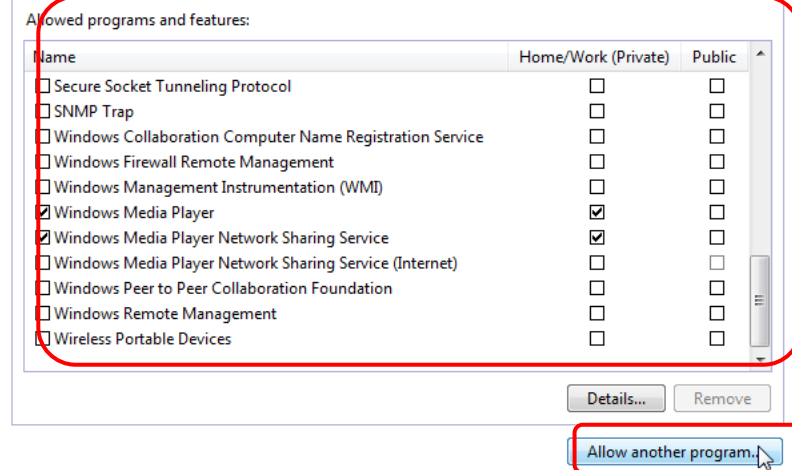 Allowed programs and features:
Name Home/Work (Private) Public
Secure Socket Tunneling Protocol
SNMP Trap
Windows Collaboration Computer Name Registration Service
Windows Firewall Remote Management
Windows Management Instrumentation (WMI)
Windows Media Player
Windows Media Player Network Sharing Service
Windows Media Player Network Sharing Service (Internet)
Windows Peer to Peer Collaboration Foundation
Windows Remote Management
Wireless Portable Devices
Details... Remove
Allow another program...